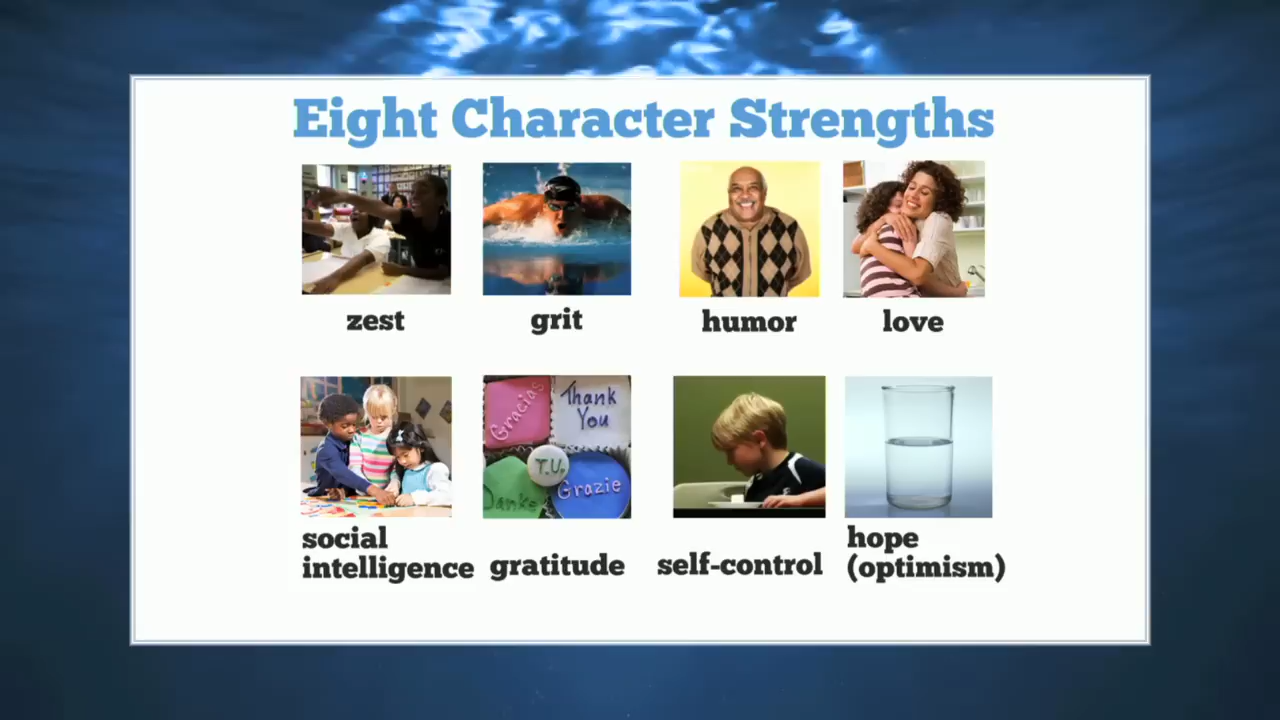 Eight Character Strengths
zest
grit
humor
love
Gracias
Thank
You
T.U.
Danke
Grazie
social
intelligence
gratitude
self-control
hope
(optimism)